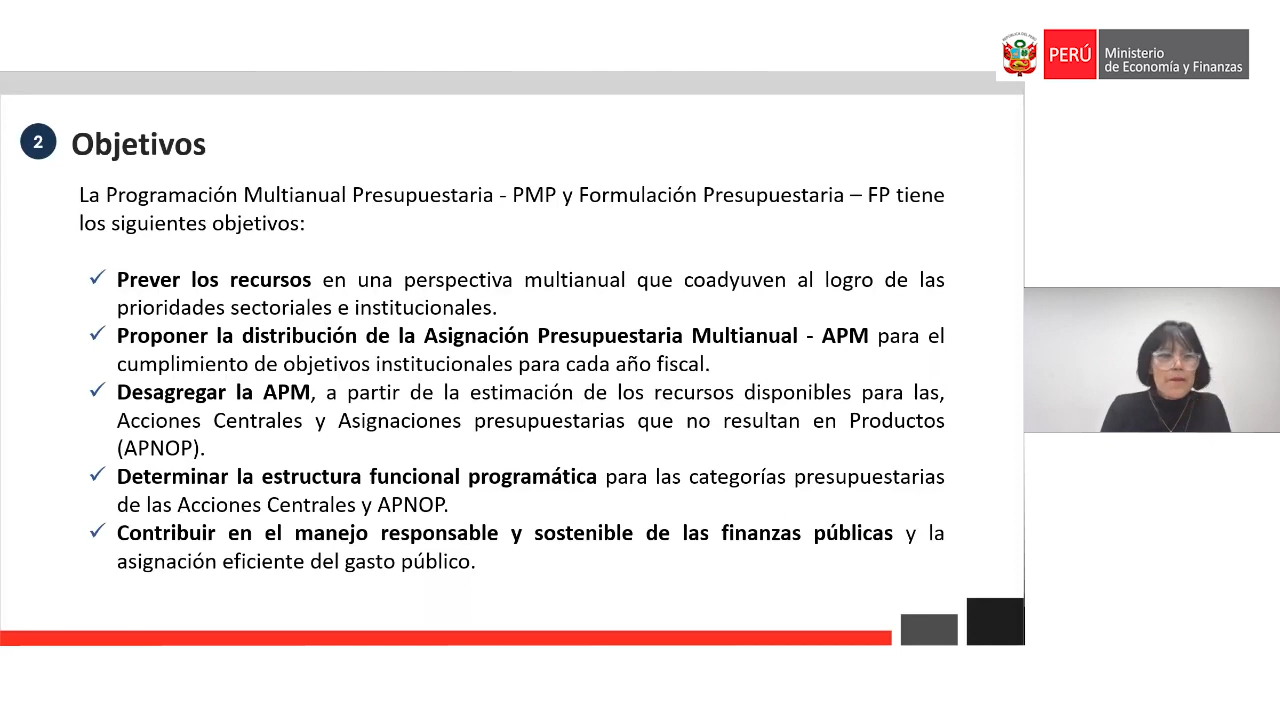 PERÚ
Ministerio
de Economía y Finanzas
2
Objetivos
La Programación Multianual Presupuestaria - PMP y Formulación Presupuestaria – FP tiene
los siguientes objetivos:
✓ Prever los recursos en una perspectiva multianual que coadyuven al logro de las
prioridades sectoriales e institucionales.
✓ Proponer la distribución de la Asignación Presupuestaria Multianual - APM para el
cumplimiento de objetivos institucionales para cada año fiscal.
✓ Desagregar la APM, a partir de la estimación de los recursos disponibles para las,
Acciones Centrales y Asignaciones presupuestarias que no resultan en Productos
(APNOP).
✓ Determinar la estructura funcional programática para las categorías presupuestarias
de las Acciones Centrales y APNOP.
✓ Contribuir en el manejo responsable y sostenible de las finanzas públicas y la
asignación eficiente del gasto público.